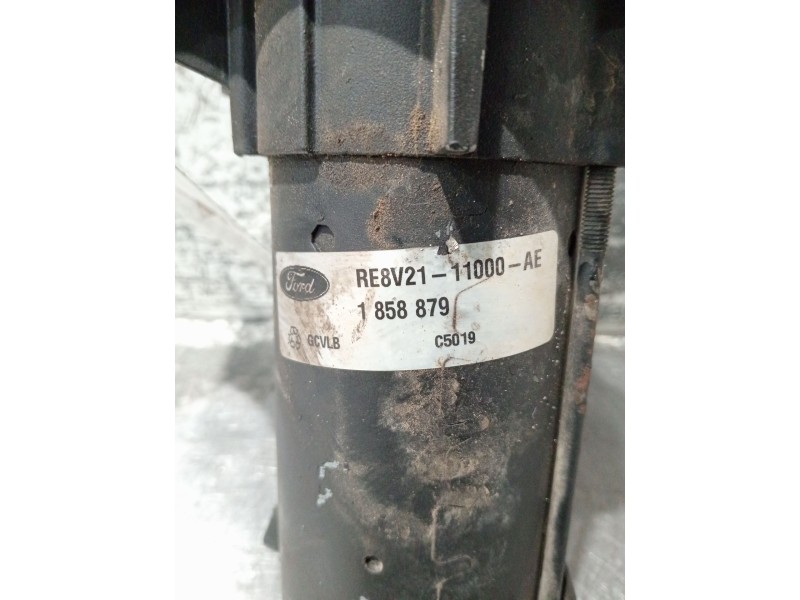 Ford
RE8V21-11000-AE
1 858 879
GCVLB
C5019